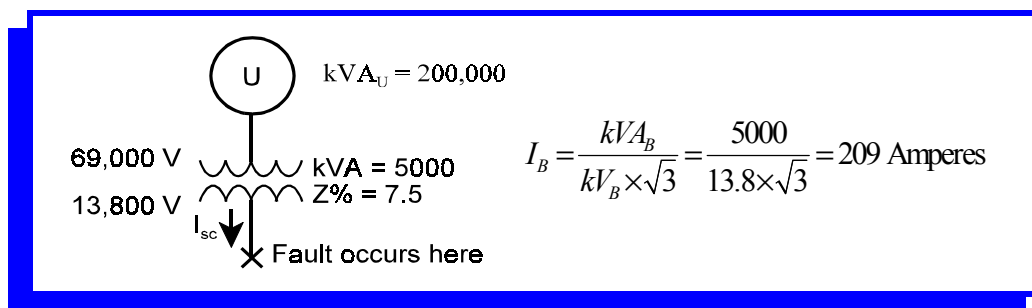 U
kVA_U = 200,000
69,000 V
kVA = 5000
Z% = 7.5
13,800 V
I_sc
Fault occurs here
I_B = kVA_B / (kV_B × √3) = 5000 / (13.8 × √3) = 209 Amperes